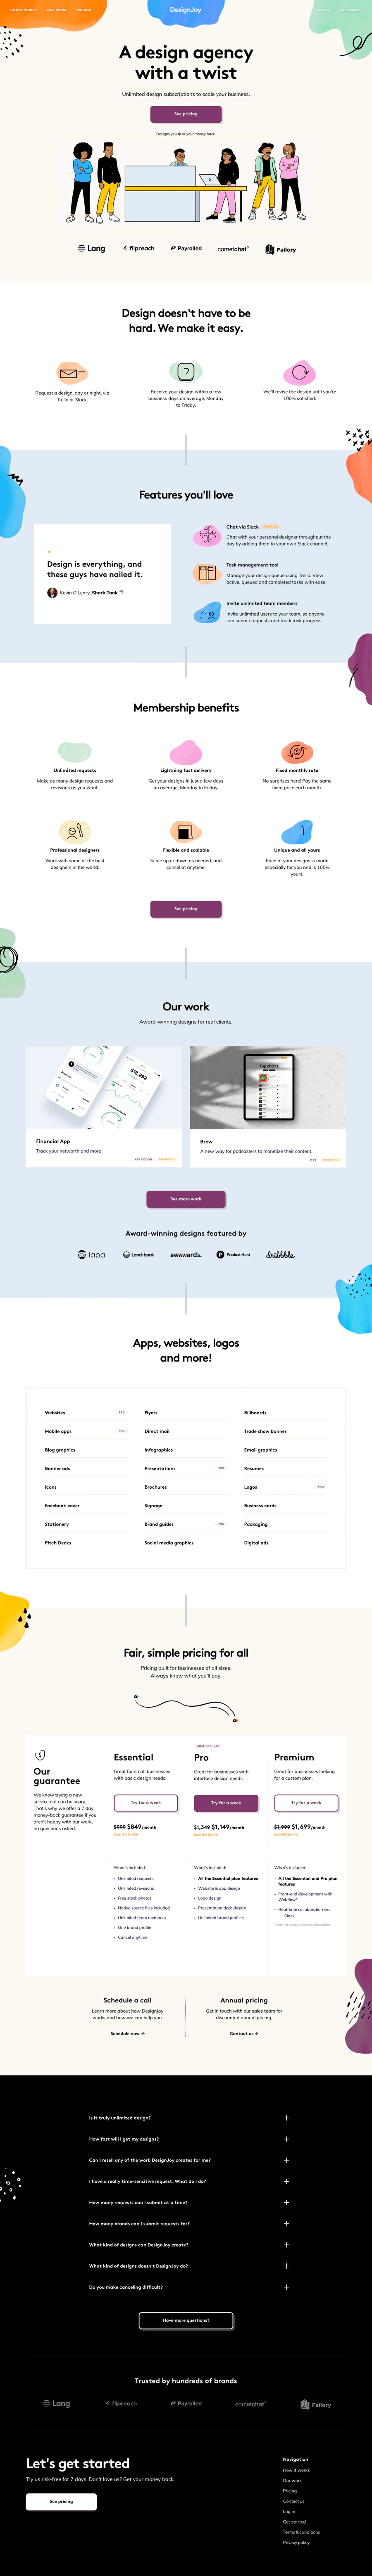 HOW IT WORKS
OUR WORK
PRICING
DesignJoy
LOG IN
GET STARTED
A design agency
with a twist
Unlimited design subscriptions to scale your business.
See pricing
Designs you ❤ or your money back.
Lang
flipreach
Payrolled
cometchat
Failory
Design doesn't have to be
hard. We make it easy.
Request a design, day or night, via
Trello or Slack.
Receive your design within a few
business days on average, Monday
to Friday.
We'll revise the design until you're
100% satisfied.
Features you'll love
Design is everything, and
these guys have nailed it.
Kevin O'Leary, Shark Tank
Chat via Slack
Chat with your personal designer throughout the
day by adding them to your own Slack channel.
Task management tool
Manage your design queue using Trello. View
active, queued and completed tasks with ease.
Invite unlimited team members
Invite unlimited users to your team, so anyone
can submit requests and track task progress.
Membership benefits
Unlimited requests
Make as many design requests and
revisions as you want.
Lightning fast delivery
Get your designs in just a few days
on average, Monday to Friday.
Fixed monthly rate
No surprises here! Pay the same
fixed price each month.
Professional designers
Work with some of the best
designers in the world.
Flexible and scalable
Scale up or down as needed, and
cancel at anytime.
Unique and all yours
Each of your designs is made
especially for you and is 100%
yours.
See pricing
Our work
Award-winning designs for real clients.
$18,293
Top charts
Financial App
Track your networth and more
APP DESIGN
BRANDING
Brew
A new way for podcasters to monetize their content.
WEB
BRANDING
See more work
Award-winning designs featured by
lapa
Land-book
awwwards.
Product Hunt
dribbble
Apps, websites, logos
and more!
Websites
PRO
Flyers
Billboards
Mobile apps
PRO
Direct mail
Trade show banner
Blog graphics
Infographics
Email graphics
Banner ads
Presentations
PRO
Resumes
Icons
Brochures
Logos
PRO
Facebook cover
Signage
Business cards
Stationery
Brand guides
PRO
Packaging
Pitch Decks
Social media graphics
Digital ads
Fair, simple pricing for all
Pricing built for businesses of all sizes.
Always know what you'll pay.
Our
guarantee
We know trying a new
service out can be scary.
That's why we offer a 7 day
money-back guarantee if you
aren't happy with our work,
no questions asked.
Essential
Great for small businesses
with basic design needs.
Try for a week
$999 $849/month
What's included:
Unlimited requests
Unlimited revisions
Free stock photos
Native source files included
Unlimited team members
One brand profile
Cancel anytime
MOST POPULAR
Pro
Great for businesses with
interface design needs.
Try for a week
$1,349 $1,149/month
What's included:
All the Essential plan features
Website & app design
Logo design
Presentation deck design
Unlimited brand profiles
Premium
Great for businesses looking
for a custom plan.
Try for a week
$1,999 $1,699/month
What's included:
All the Essential and Pro plan
features
Front-end development with
Webflow*
Real-time collaboration via
Slack
Schedule a call
Learn more about how Designjoy
works and how we can help you.
Schedule now →
Annual pricing
Get in touch with our sales team for
discounted annual pricing.
Contact us →
Is it truly unlimited design?
How fast will I get my designs?
Can I resell any of the work DesignJoy creates for me?
I have a really time-sensitive request. What do I do?
How many requests can I submit at a time?
How many brands can I submit requests for?
What kind of designs can DesignJoy create?
What kind of designs doesn't DesignJoy do?
Do you make canceling difficult?
Have more questions?
Trusted by hundreds of brands
Lang
flipreach
Payrolled
cometchat
Failory
Let's get started
Try us risk-free for 7 days. Don't love us? Get your money back.
See pricing
Navigation
How it works
Our work
Pricing
Contact us
Log in
Get started
Terms & conditions
Privacy policy